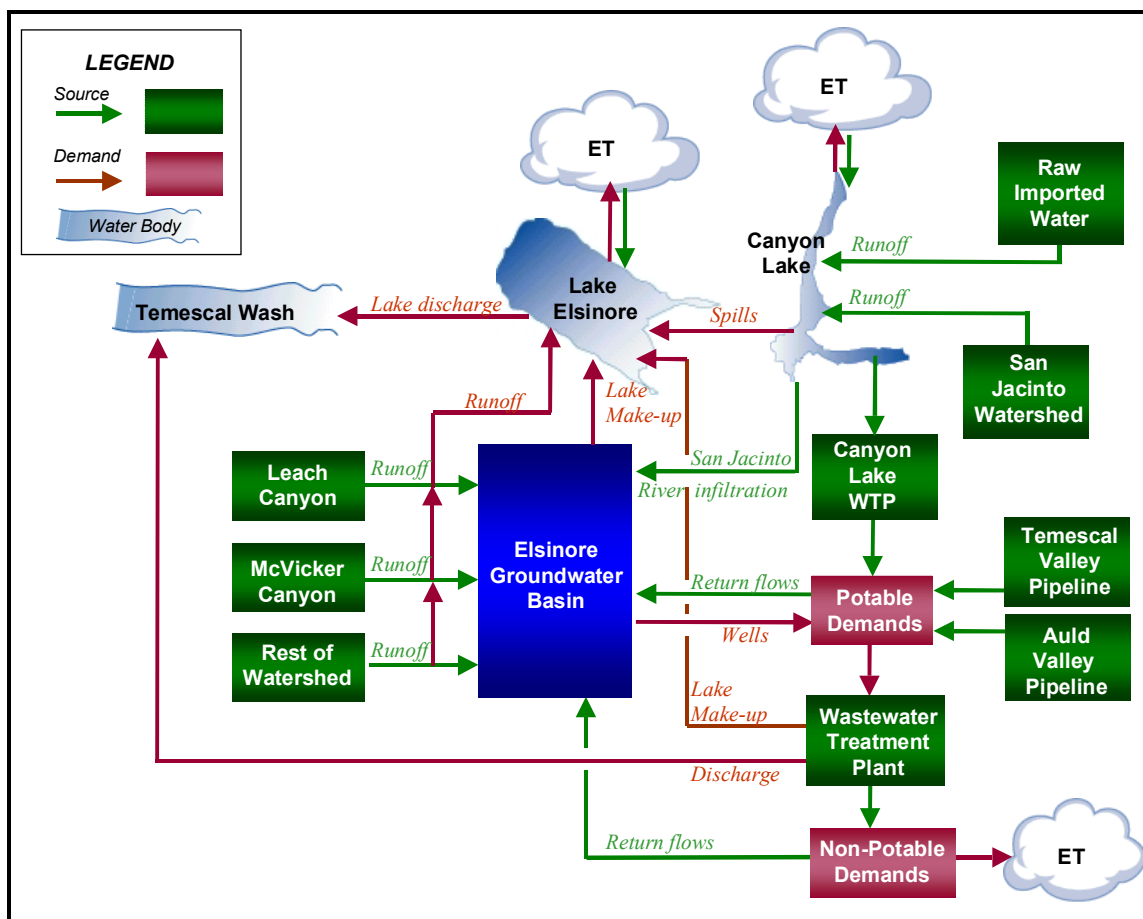 LEGEND
Source
Demand
Water Body
ET
ET
Raw
Imported
Water
Canyon
Lake
Runoff
Runoff
Lake
Elsinore
Temescal Wash
Lake discharge
Spills
San
Jacinto
Watershed
Runoff
Lake
Make-up
San Jacinto
River infiltration
Canyon
Lake
WTP
Leach
Canyon
Runoff
McVicker
Canyon
Runoff
Rest of
Watershed
Runoff
Elsinore
Groundwater
Basin
Return flows
Wells
Potable
Demands
Temescal
Valley
Pipeline
Auld
Valley
Pipeline
Lake
Make-up
Wastewater
Treatment
Plant
Discharge
Return flows
Non-Potable
Demands
ET